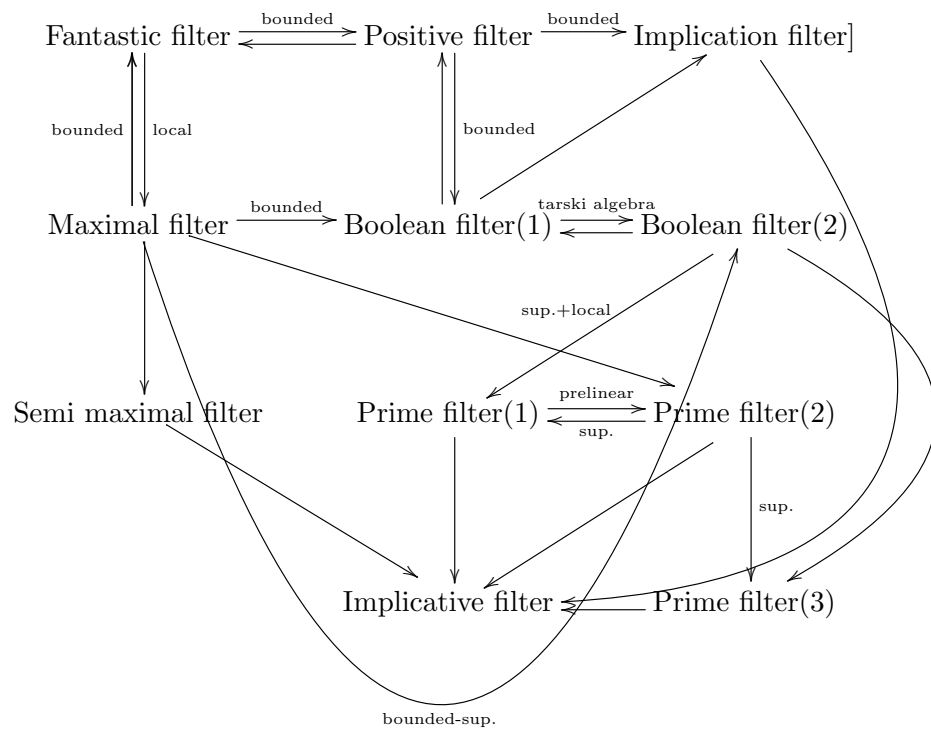 bounded bounded
Fantastic filter Positive filter Implication filter]
bounded local bounded
bounded tarski algebra
Maximal filter Boolean filter(1) Boolean filter(2)
sup.+local
prelinear
Semi maximal filter Prime filter(1) Prime filter(2)
sup.
sup.
Implicative filter Prime filter(3)
bounded-sup.